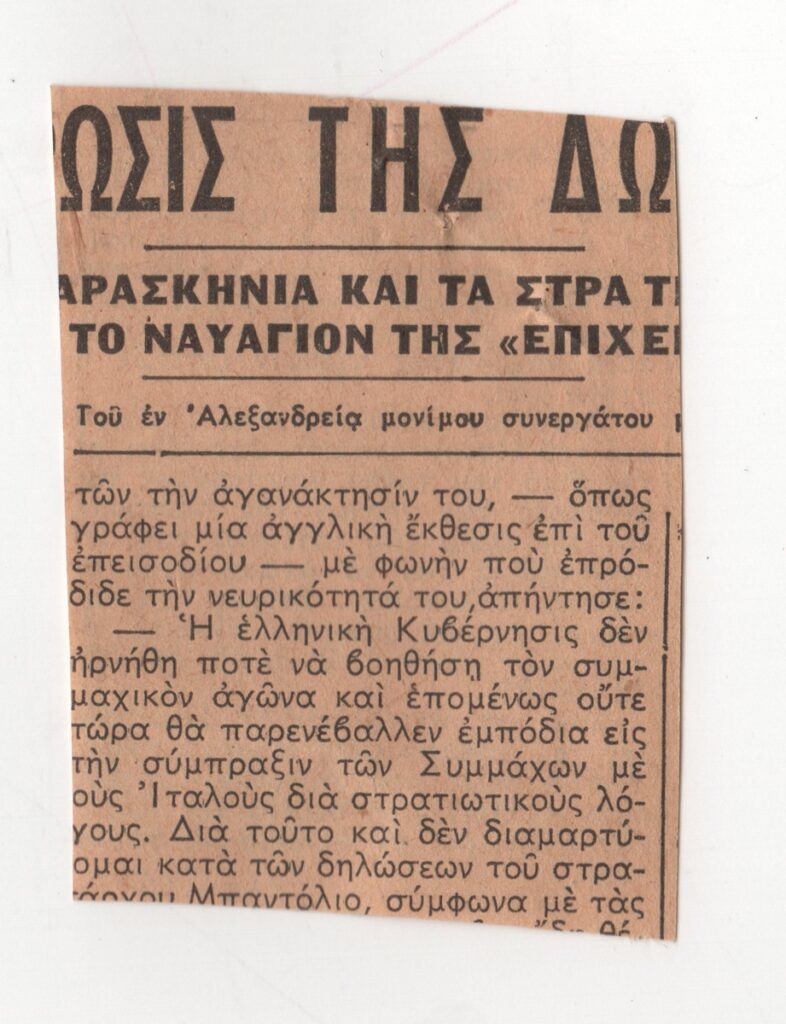 ΩΣΙΣ ΤΗΣ ΔΩ
ΑΡΑΣΚΗΝΙΑ ΚΑΙ ΤΑ ΣΤΡΑΤΗ
ΤΟ ΝΑΥΑΓΙΟΝ ΤΗΣ «ΕΠΙΧΕΙ
Τοῦ ἐν Ἀλεξανδρείᾳ μονίμου συνεργάτου
τῶν τὴν ἀγανάκτησίν του, — ὅπως
γράφει μία ἀγγλικὴ ἔκθεσις ἐπὶ τοῦ
ἐπεισοδίου — μὲ φωνὴν ποὺ ἐπρό-
διδε τὴν νευρικότητά του, ἀπήντησε:
— Ἡ ἑλληνικὴ Κυβέρνησις δὲν
ἠρνήθη ποτὲ νὰ βοηθήσῃ τὸν συμ-
μαχικὸν ἀγῶνα καὶ ἑπομένως οὔτε
τώρα θὰ παρενέβαλλεν ἐμπόδια εἰς
τὴν σύμπραξιν τῶν Συμμάχων μὲ
οὺς Ἰταλοὺς διὰ στρατιωτικοὺς λό-
γους. Διὰ τοῦτο καὶ δὲν διαμαρτύ-
ομαι κατὰ τῶν δηλώσεων τοῦ στρα-
τάρχου Μπαντόλιο, σύμφωνα μὲ τὰς